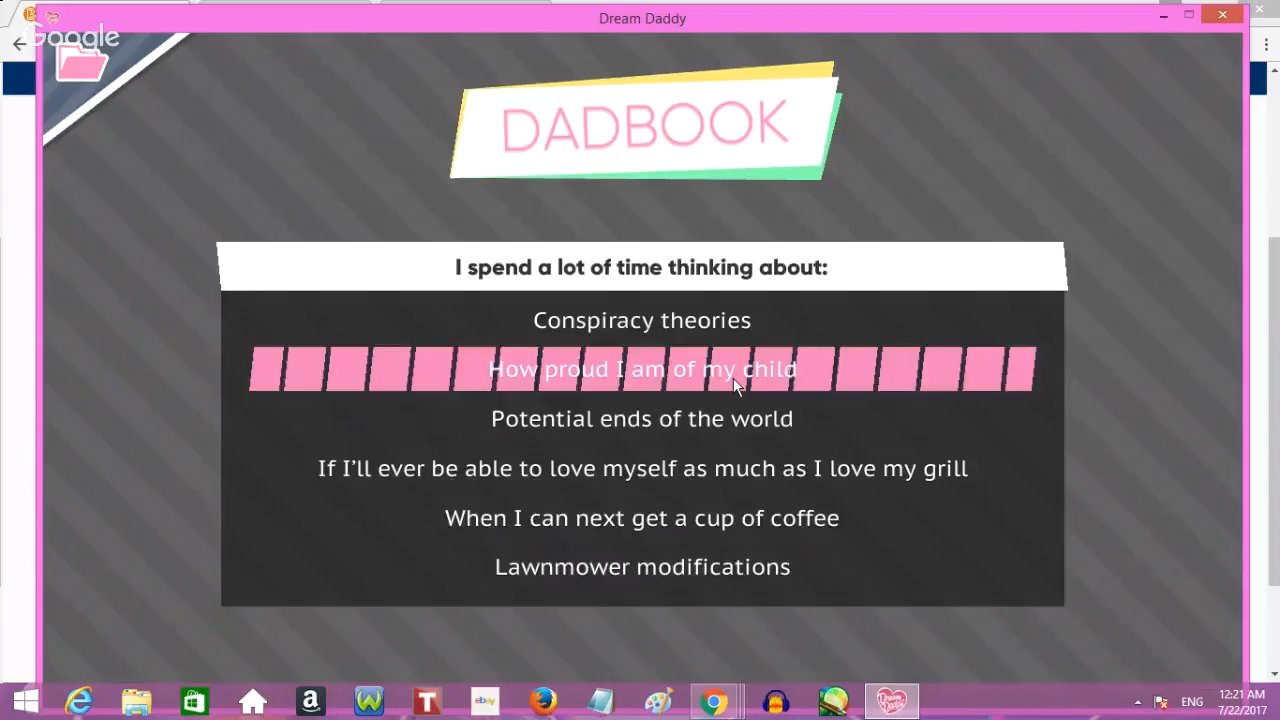 Dream Daddy
Google
DADBOOK
I spend a lot of time thinking about:
Conspiracy theories
How proud I am of my child
Potential ends of the world
If I'll ever be able to love myself as much as I love my grill
When I can next get a cup of coffee
Lawnmower modifications
ebay
ENG
12:21 AM
7/22/2017